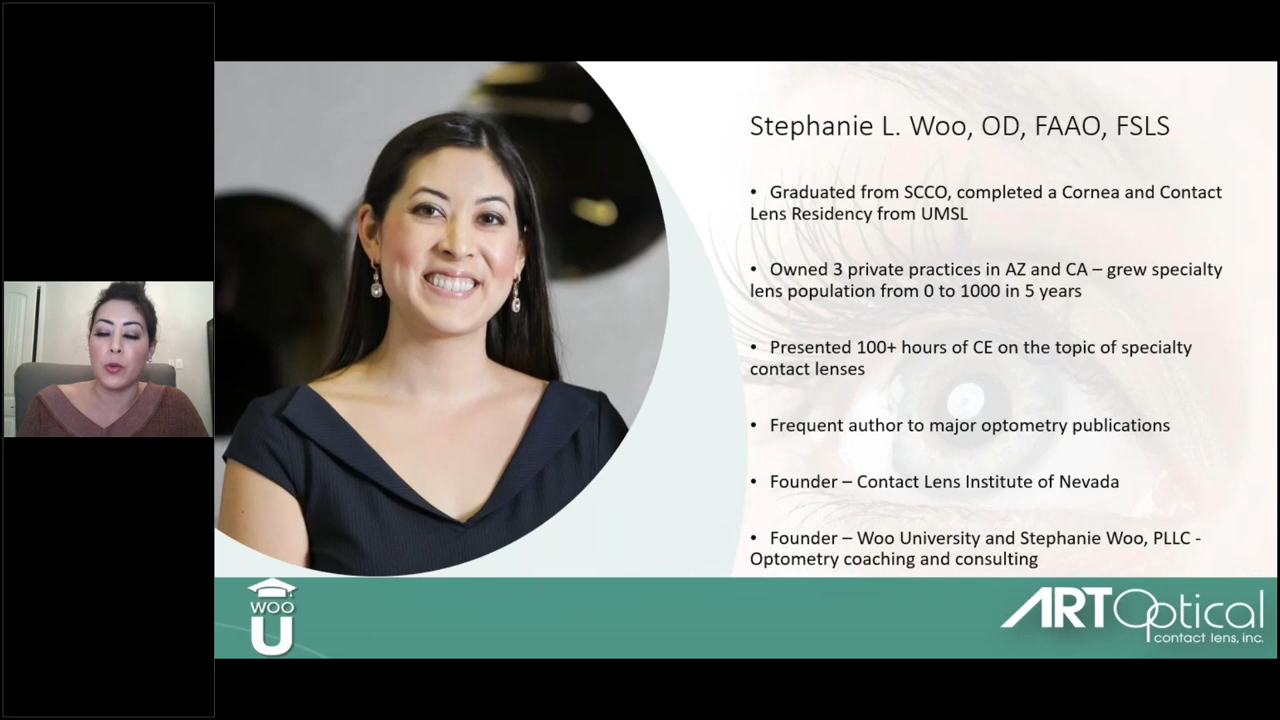 Stephanie L. Woo, OD, FAAO, FSLS
• Graduated from SCCO, completed a Cornea and Contact
Lens Residency from UMSL
• Owned 3 private practices in AZ and CA – grew specialty
lens population from 0 to 1000 in 5 years
• Presented 100+ hours of CE on the topic of specialty
contact lenses
• Frequent author to major optometry publications
• Founder – Contact Lens Institute of Nevada
• Founder – Woo University and Stephanie Woo, PLLC -
Optometry coaching and consulting
WOO
U
ART Optical
contact lens, inc.